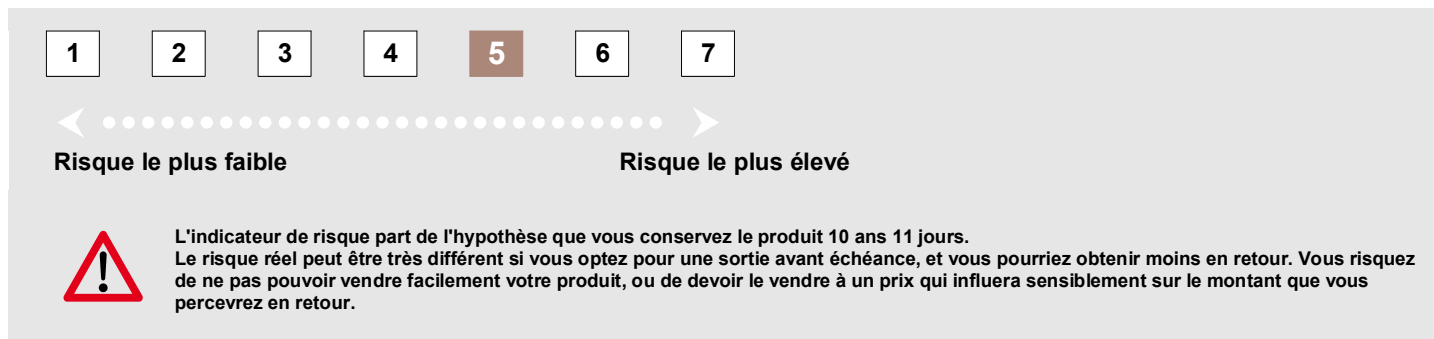 1 2 3 4 5 6 7
Risque le plus faible Risque le plus élevé
L'indicateur de risque part de l'hypothèse que vous conservez le produit 10 ans 11 jours.
Le risque réel peut être très différent si vous optez pour une sortie avant échéance, et vous pourriez obtenir moins en retour. Vous risquez
de ne pas pouvoir vendre facilement votre produit, ou de devoir le vendre à un prix qui influera sensiblement sur le montant que vous
percevrez en retour.